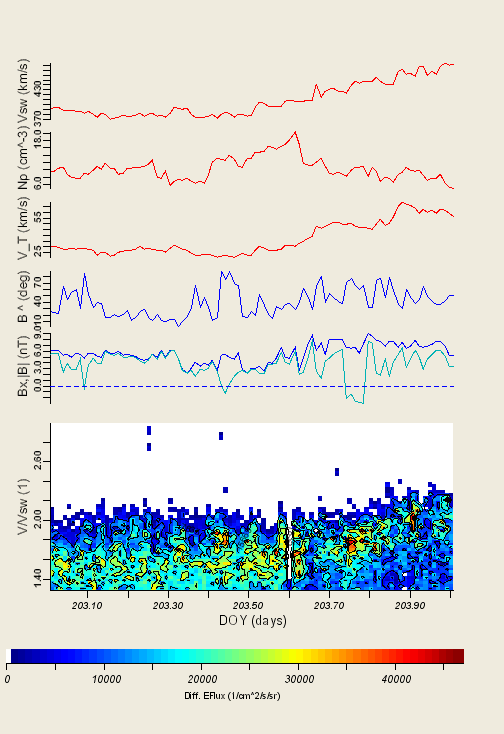 Vsw (km/s)
430
370
Np (cm^-3)
18.0
6.0
V_T (km/s)
55
25
B ^ (deg)
70
40
10
Bx,|B| (nT)
9.0
6.0
3.0
0.0
V/Vsw (1)
2.60
2.00
1.40
203.10 203.30 203.50 203.70 203.90
DOY (days)
0 10000 20000 30000 40000
Diff. EFlux (1/cm^2/s/sr)